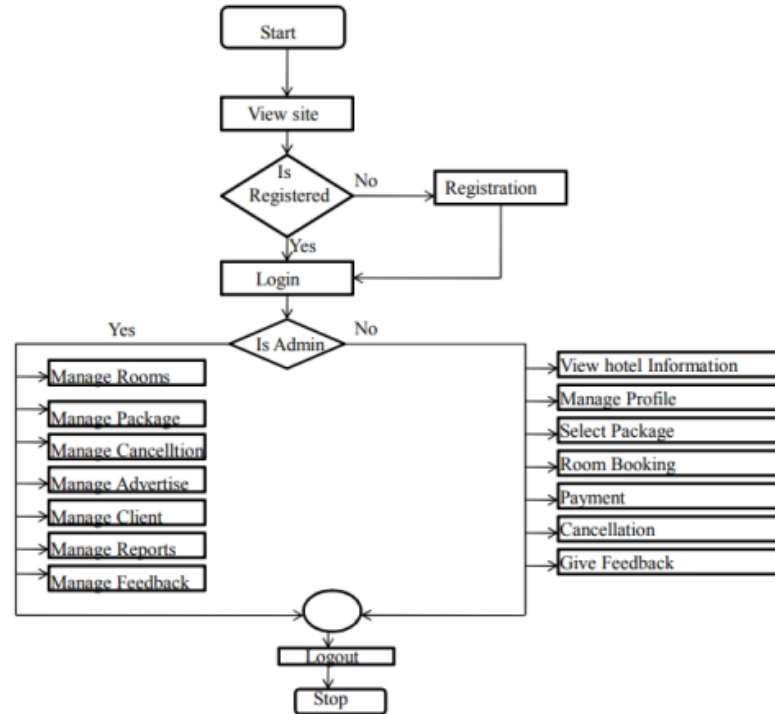 Start
View site
Is
Registered
No
Registration
Yes
Login
Yes
Is Admin
No
Manage Rooms
Manage Package
Manage Cancelltion
Manage Advertise
Manage Client
Manage Reports
Manage Feedback
View hotel Information
Manage Profile
Select Package
Room Booking
Payment
Cancellation
Give Feedback
Logout
Stop